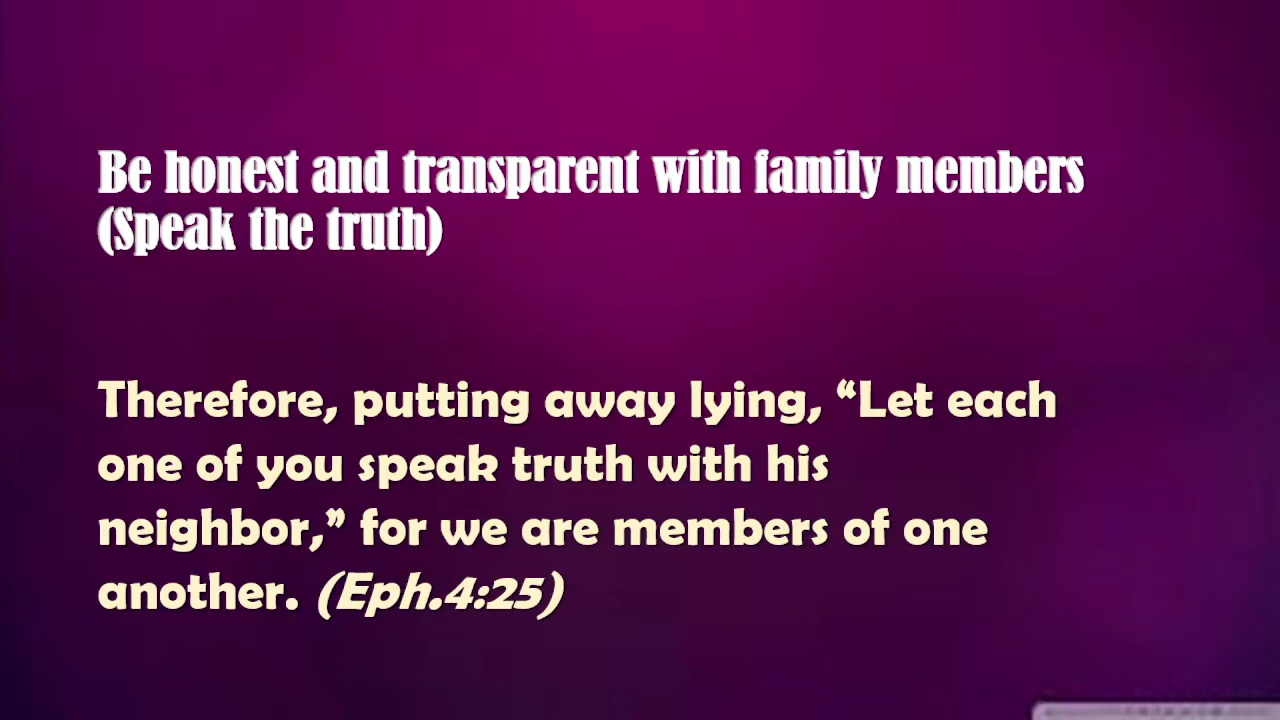 Be honest and transparent with family members
(Speak the truth)
Therefore, putting away lying, “Let each
one of you speak truth with his
neighbor,” for we are members of one
another. (Eph.4:25)